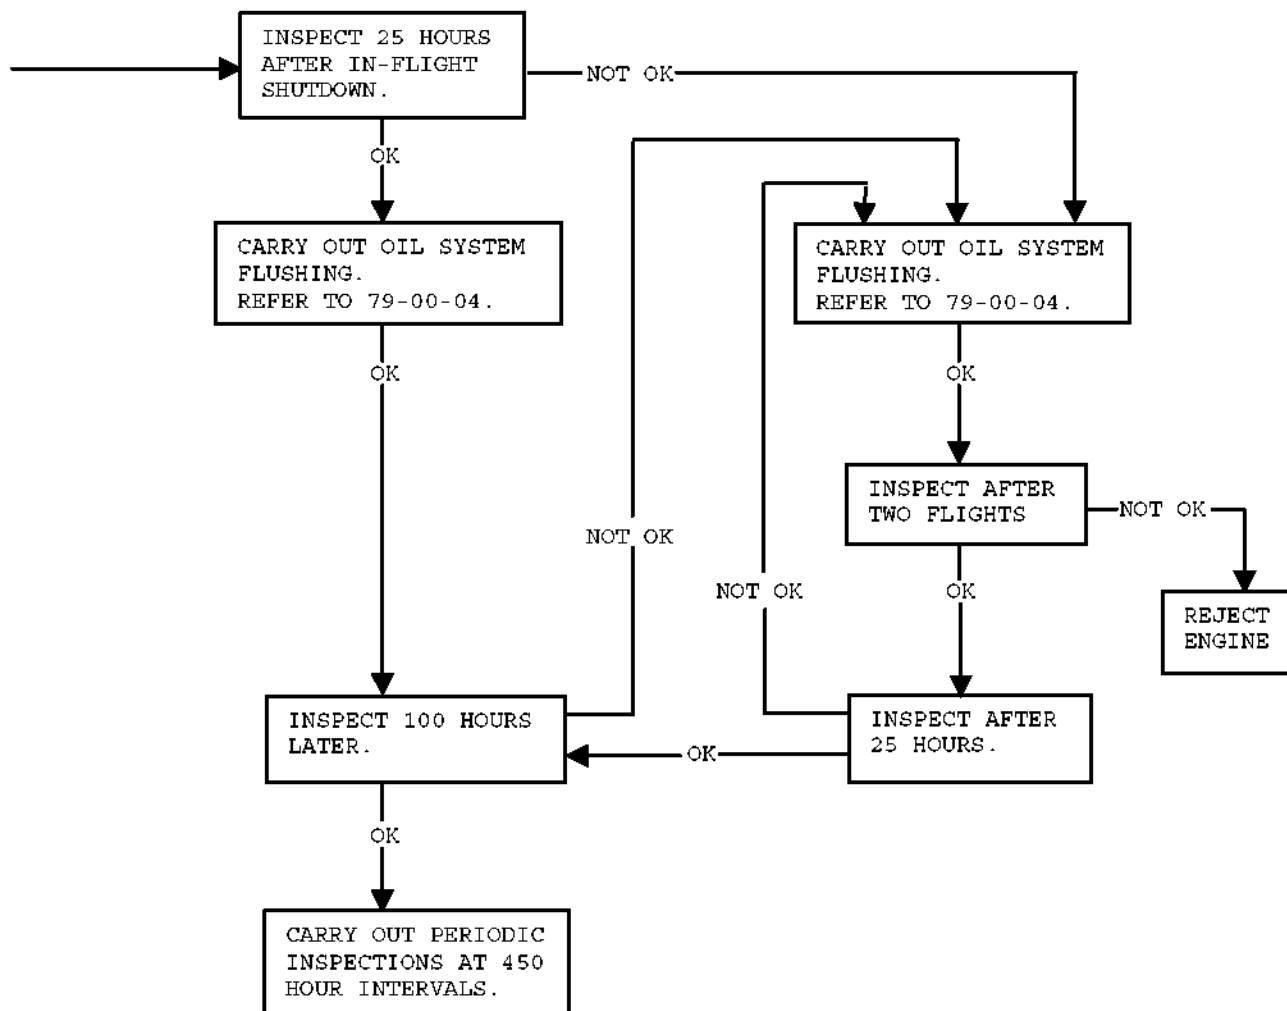 INSPECT 25 HOURS
AFTER IN-FLIGHT
SHUTDOWN.
NOT OK
OK
CARRY OUT OIL SYSTEM
FLUSHING.
REFER TO 79-00-04.
CARRY OUT OIL SYSTEM
FLUSHING.
REFER TO 79-00-04.
OK
OK
INSPECT AFTER
TWO FLIGHTS
NOT OK
NOT OK
NOT OK
OK
REJECT
ENGINE
INSPECT 100 HOURS
LATER.
OK
INSPECT AFTER
25 HOURS.
OK
CARRY OUT PERIODIC
INSPECTIONS AT 450
HOUR INTERVALS.